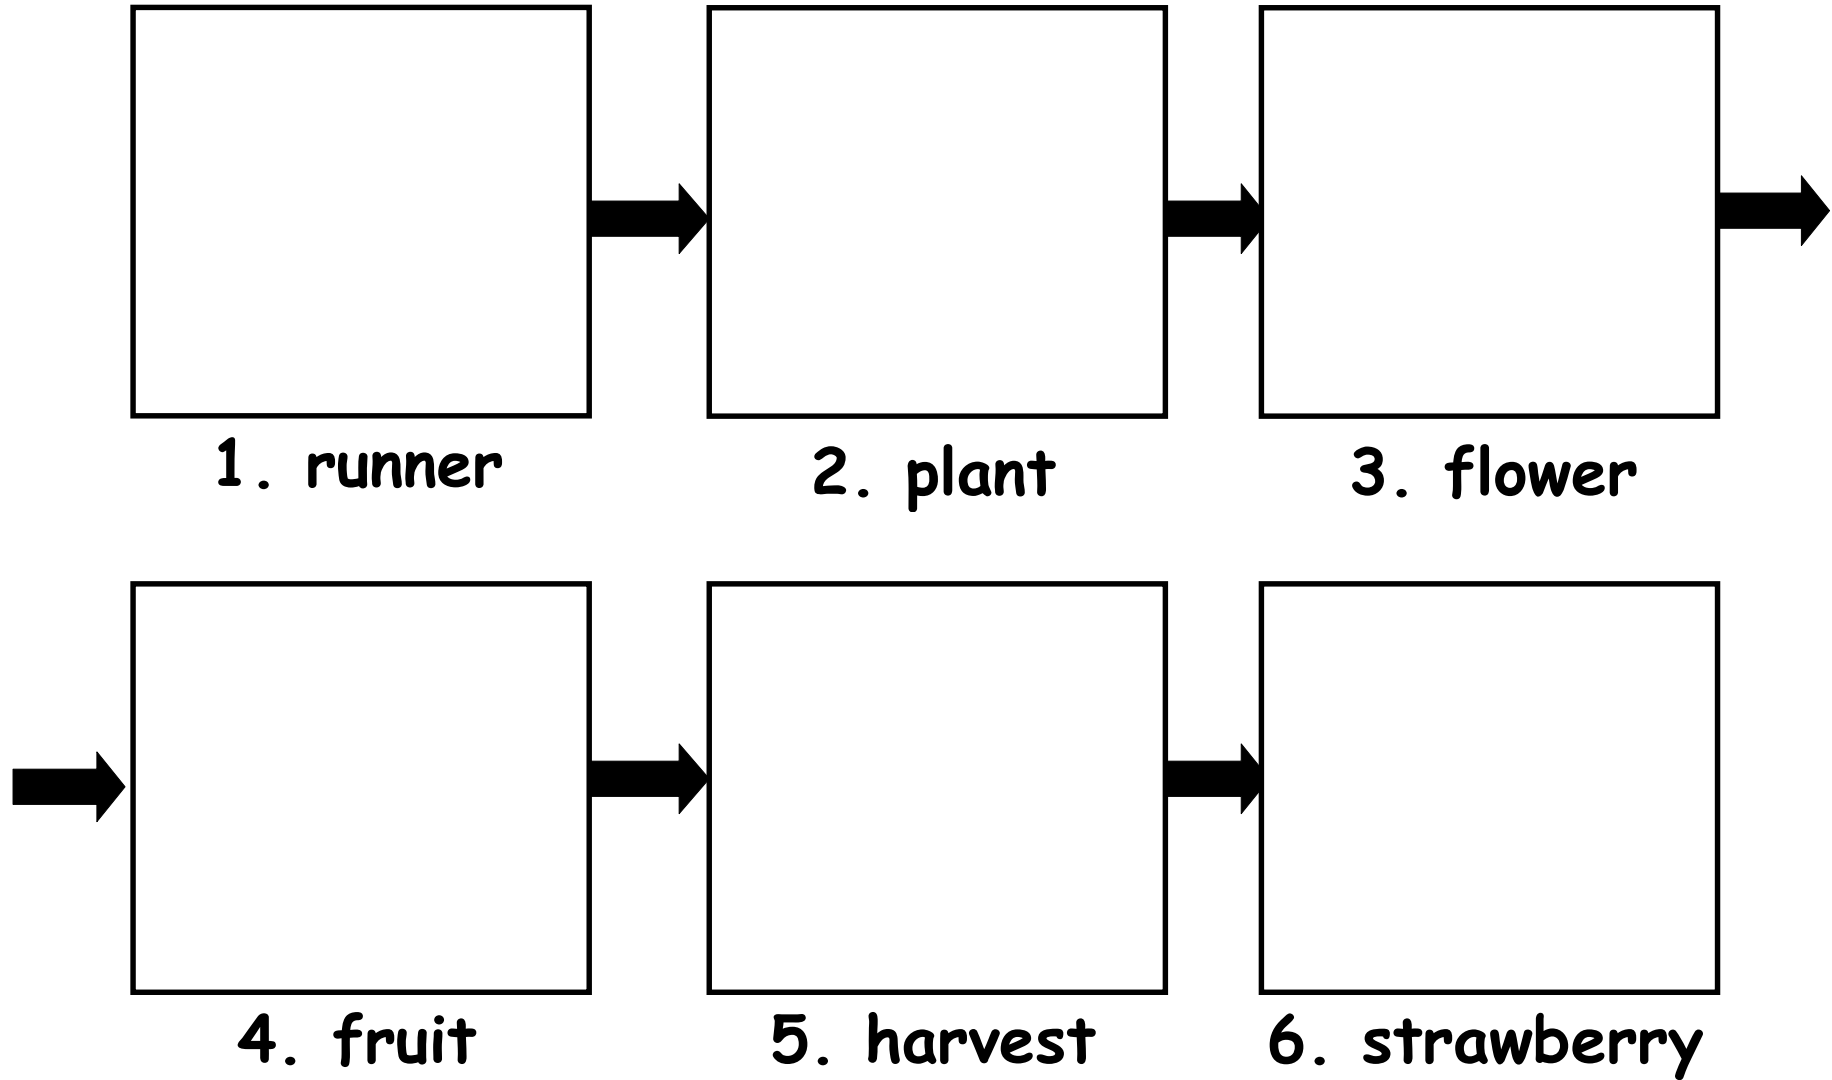 1. runner
2. plant
3. flower
4. fruit
5. harvest
6. strawberry